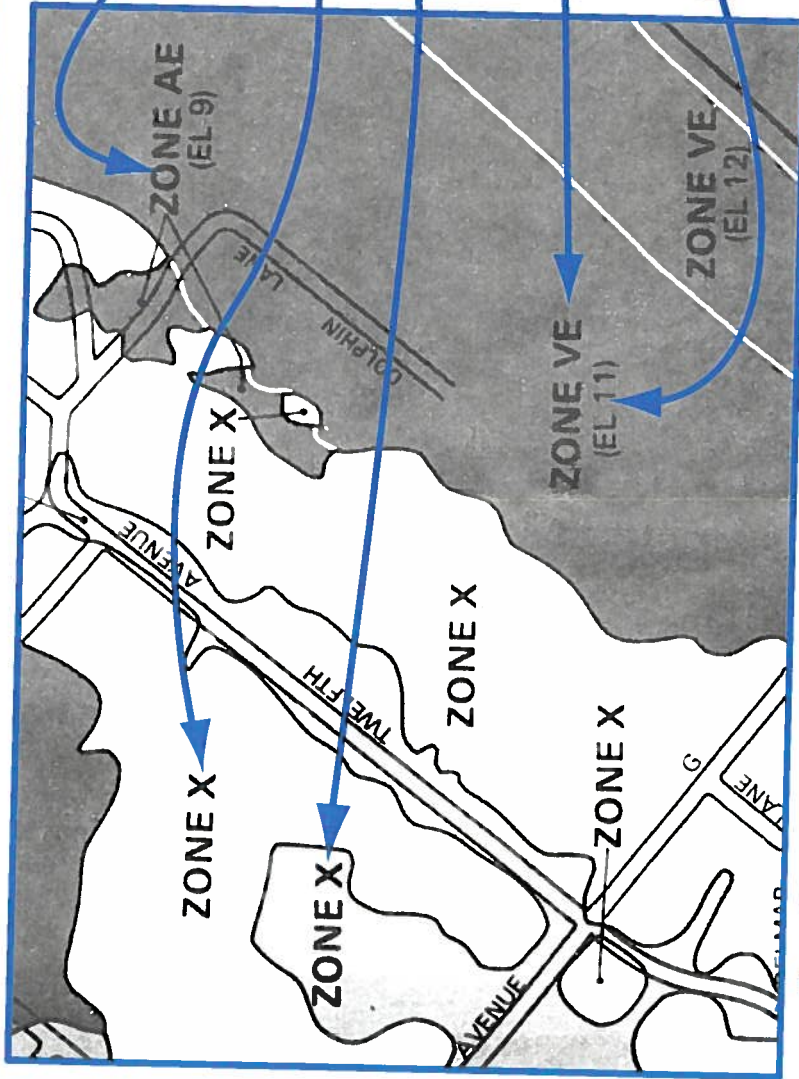 ZONE AE
(EL 9)
AVENUE
ZONE X
ZONE X
LANE
ZONE X
TWELFTH
DOLPHIN
ZONE X
AVENUE
ZONE VE
(EL 11)
ZONE X
G
ZONE VE
(EL 12)
LANE